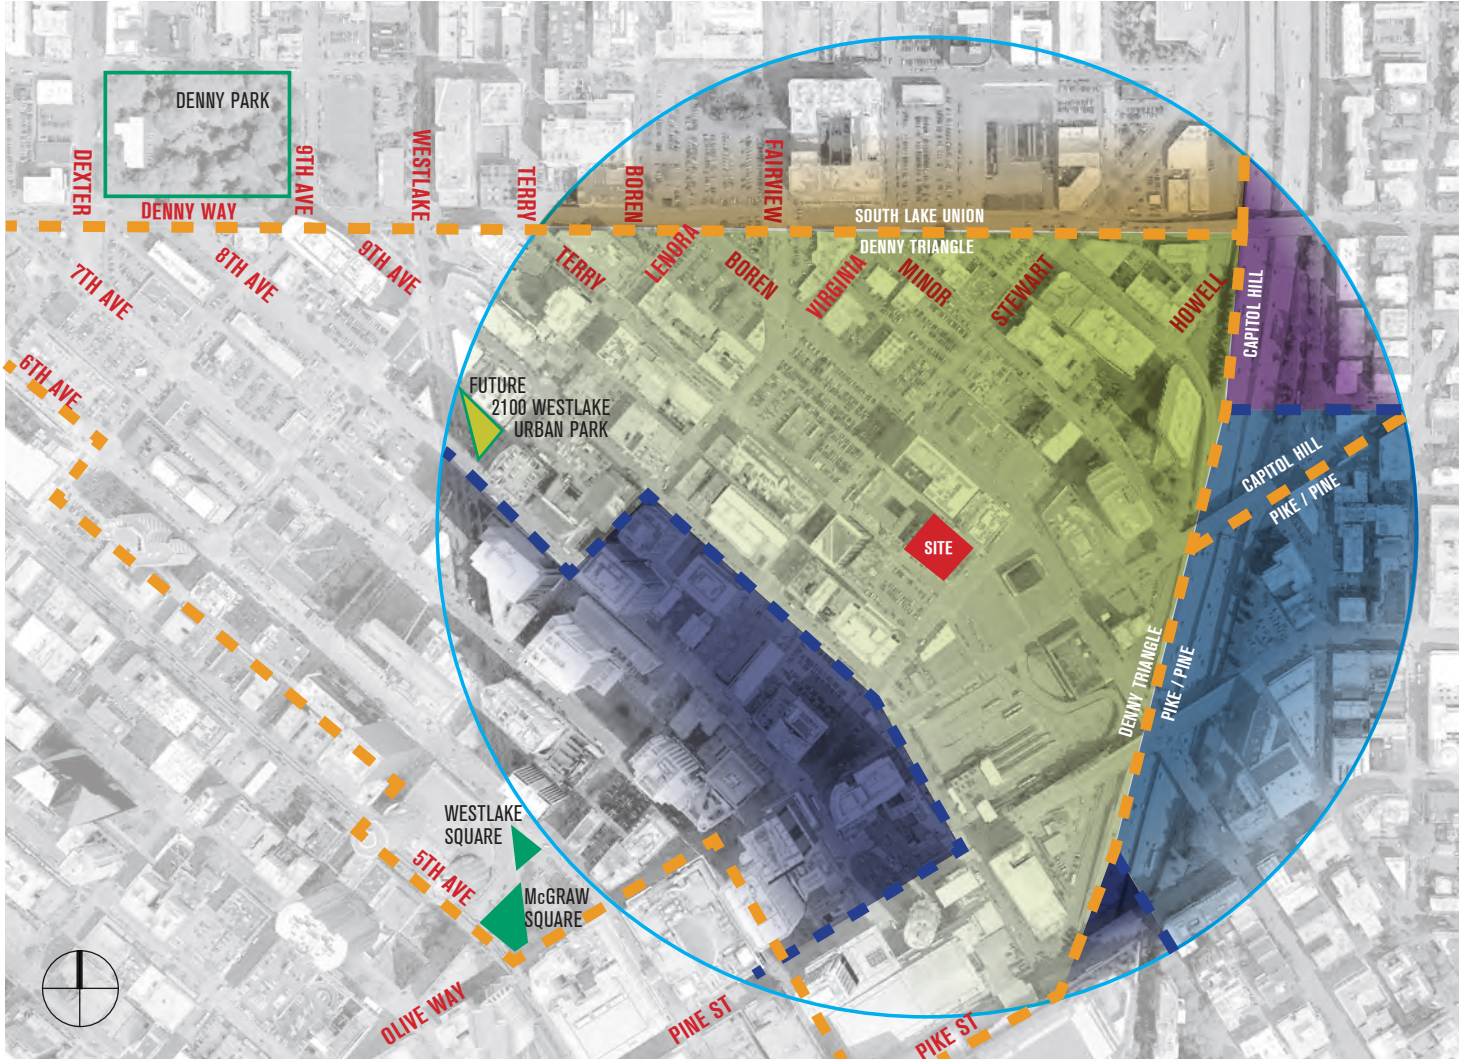 DENNY PARK
DEXTER
9TH AVE
WESTLAKE
TERRY
BOREN
FAIRVIEW
DENNY WAY
SOUTH LAKE UNION
DENNY TRIANGLE
7TH AVE
8TH AVE
9TH AVE
TERRY
LENORA
BOREN
VIRGINIA
MINOR
STEWART
HOWELL
CAPITOL HILL
6TH AVE
FUTURE
2100 WESTLAKE
URBAN PARK
CAPITOL HILL
PIKE / PINE
SITE
DENNY TRIANGLE
PIKE / PINE
WESTLAKE
SQUARE
5TH AVE
McGRAW
SQUARE
OLIVE WAY
PINE ST
PIKE ST